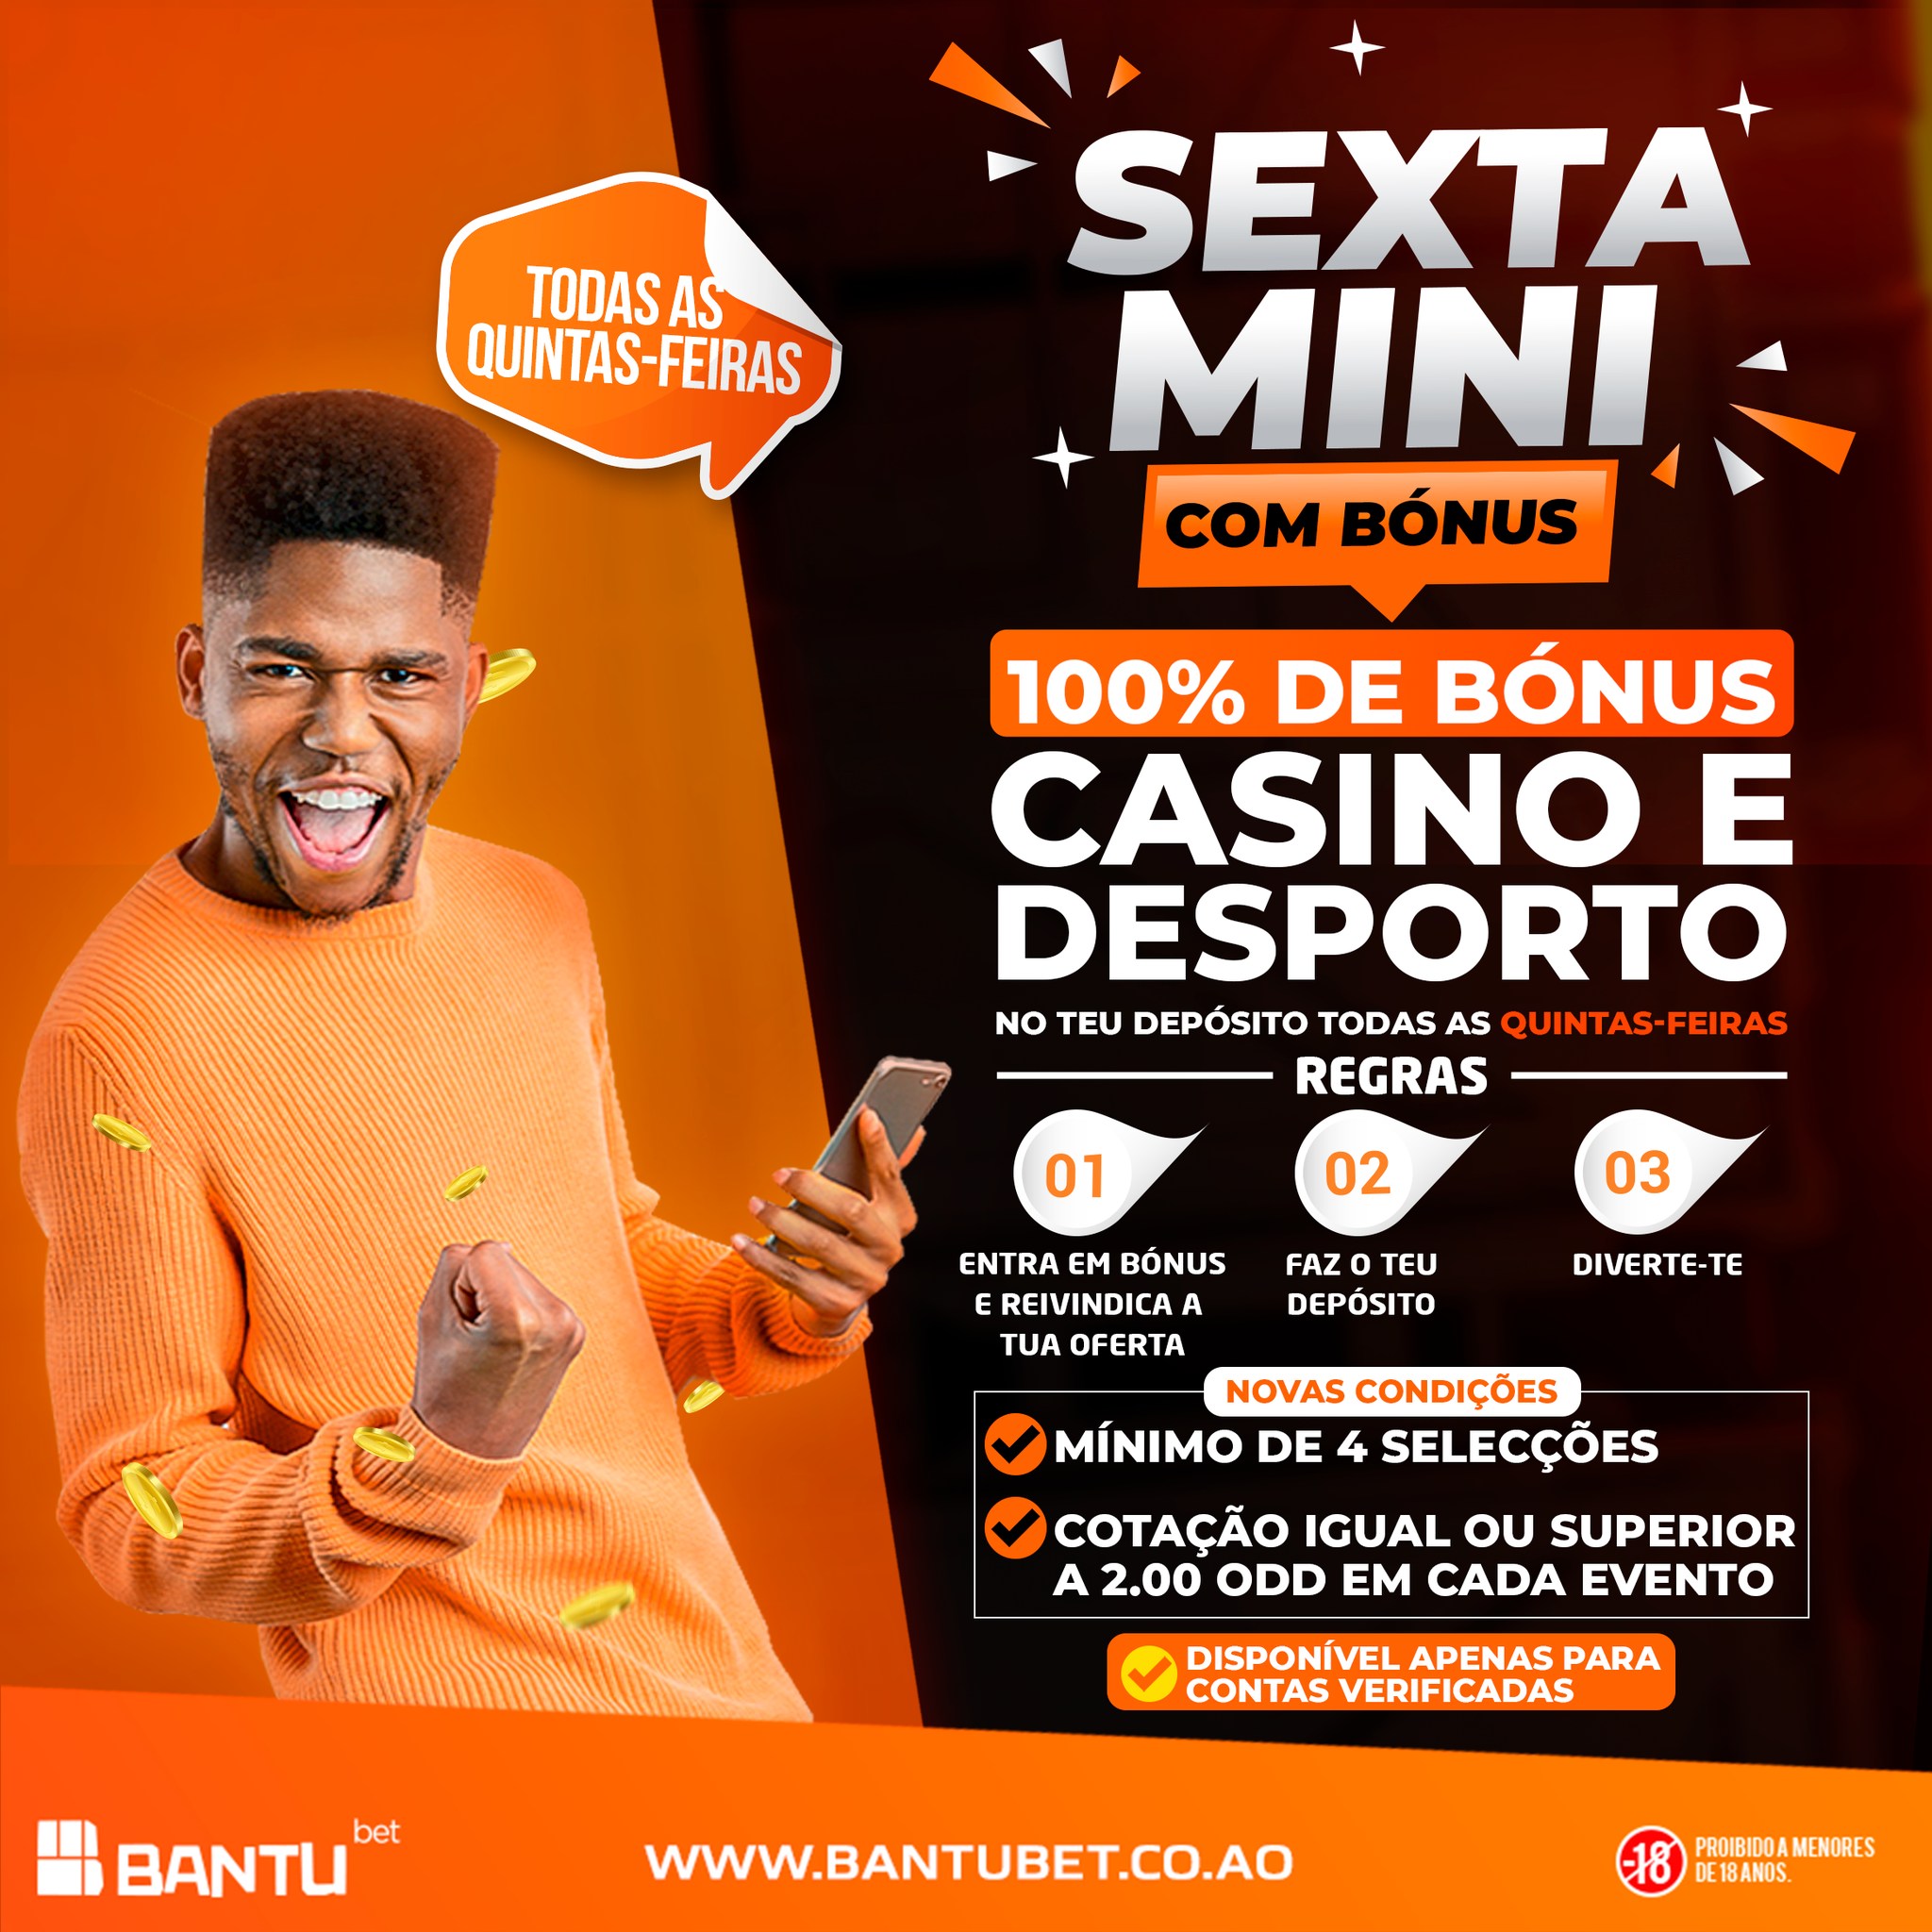 TODAS AS
QUINTAS-FEIRAS
SEXTA
MINI
COM BÓNUS
100% DE BÓNUS
CASINO E
DESPORTO
NO TEU DEPÓSITO TODAS AS QUINTAS-FEIRAS
REGRAS
01
ENTRA EM BÓNUS
E REIVINDICA A
TUA OFERTA
02
FAZ O TEU
DEPÓSITO
03
DIVERTE-TE
NOVAS CONDIÇÕES
MÍNIMO DE 4 SELECÇÕES
COTAÇÃO IGUAL OU SUPERIOR
A 2.00 ODD EM CADA EVENTO
DISPONÍVEL APENAS PARA
CONTAS VERIFICADAS
BANTU bet
WWW.BANTUBET.CO.AO
-18
PROIBIDO A MENORES
DE 18 ANOS.